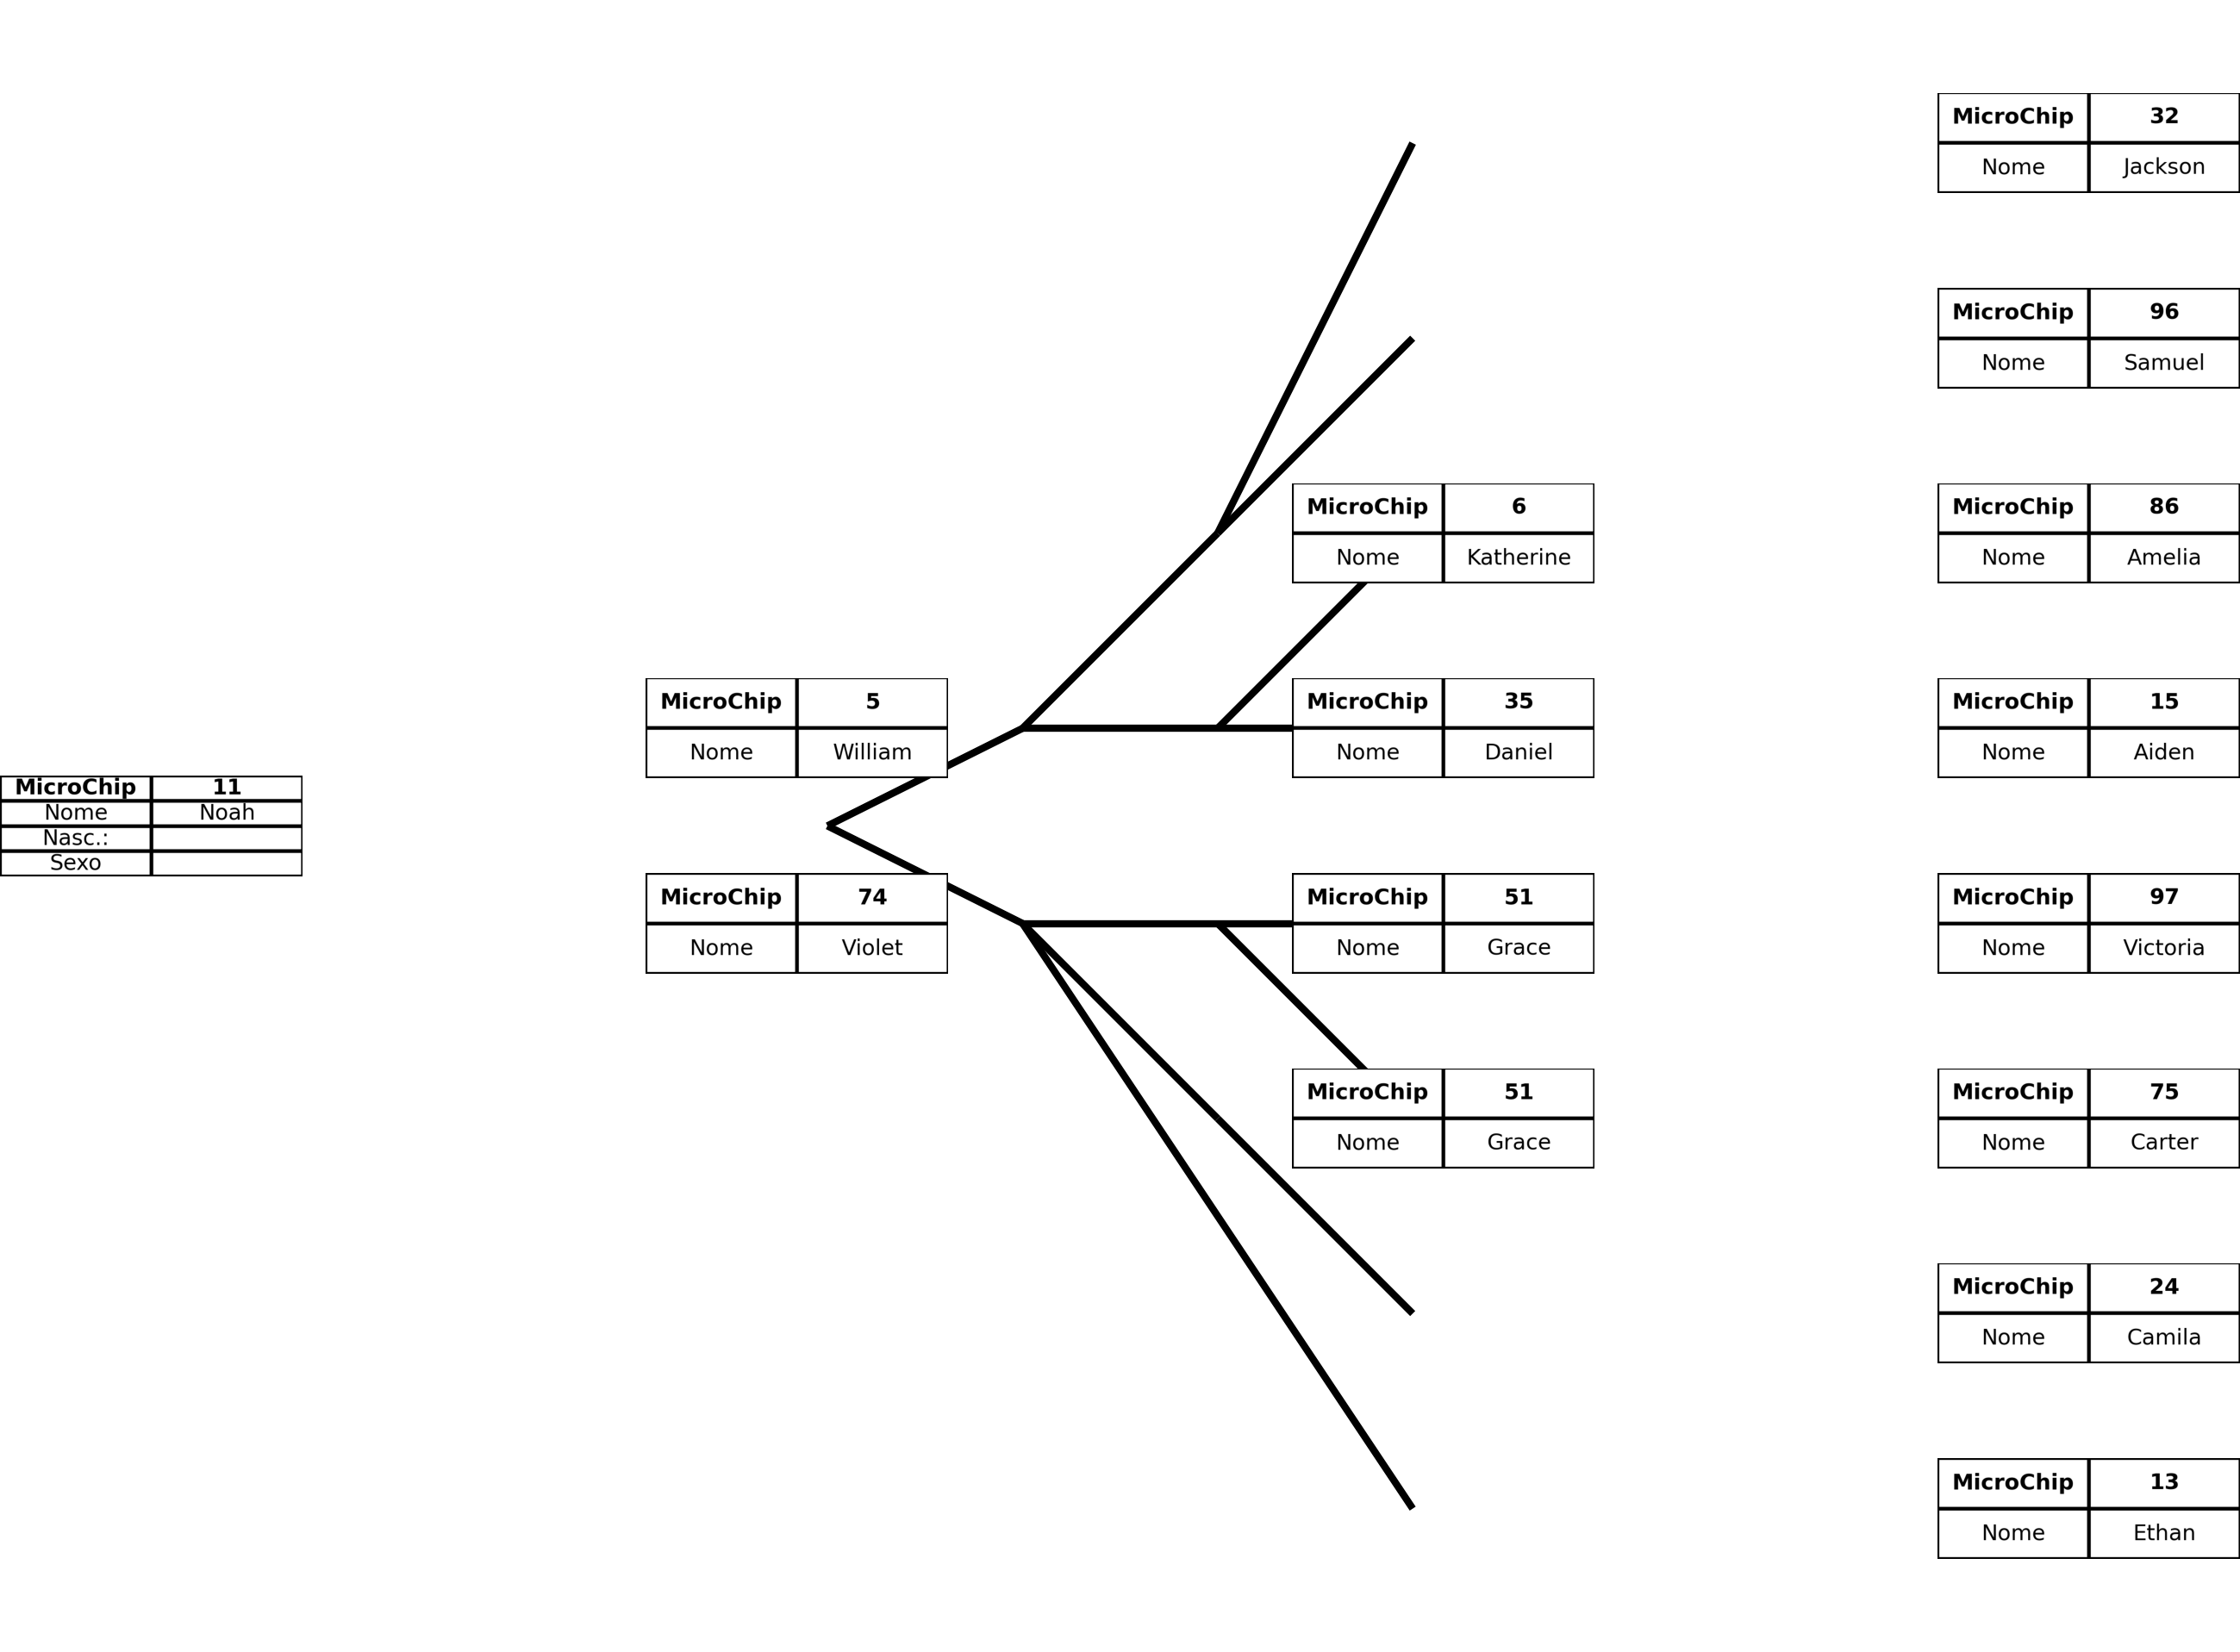 MicroChip 11
Nome Noah
Nasc.:
Sexo
MicroChip 5
Nome William
MicroChip 74
Nome Violet
MicroChip 6
Nome Katherine
MicroChip 35
Nome Daniel
MicroChip 51
Nome Grace
MicroChip 51
Nome Grace
MicroChip 32
Nome Jackson
MicroChip 96
Nome Samuel
MicroChip 86
Nome Amelia
MicroChip 15
Nome Aiden
MicroChip 97
Nome Victoria
MicroChip 75
Nome Carter
MicroChip 24
Nome Camila
MicroChip 13
Nome Ethan